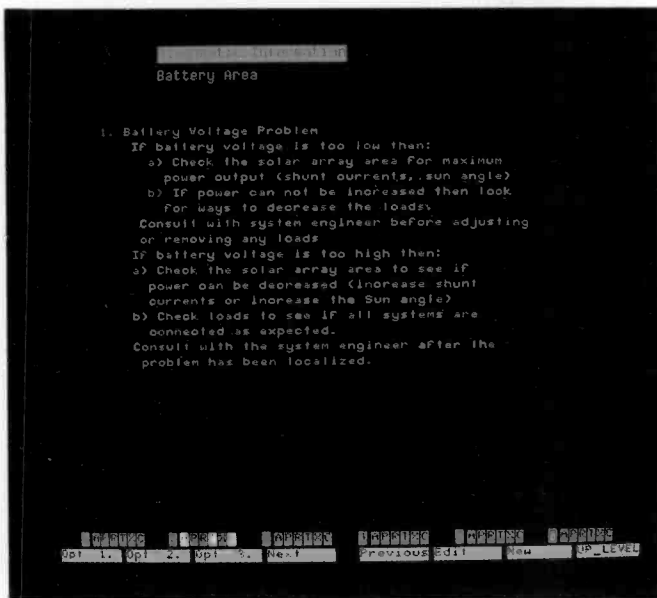 Diagnostic Information
Battery Area
1. Battery Voltage Problem
If battery voltage is too low then:
a) Check the solar array area for maximum
power output (shunt currents, sun angle)
b) If power can not be increased then look
for ways to decrease the loads.
Consult with system engineer before adjusting
or removing any loads
If battery voltage is too high then:
a) Check the solar array area to see if
power can be decreased (increase shunt
currents or increase the Sun angle)
b) Check loads to see if all systems are
connected as expected.
Consult with the system engineer after the
problem has been localized.
Opt 1. Opt 2. Opt 3. Next Previous Edit New UP_LEVEL